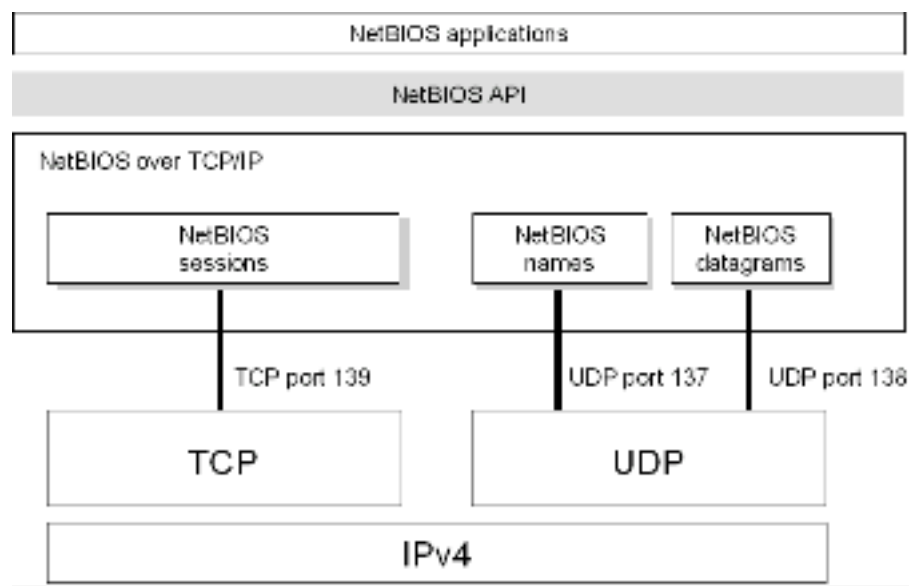 NetBIOS applications
NetBIOS API
NetBIOS over TCP/IP
NetBIOS
sessions
NetBIOS
names
NetBIOS
datagrams
TCP port 139
UDP port 137
UDP port 138
TCP
UDP
IPv4